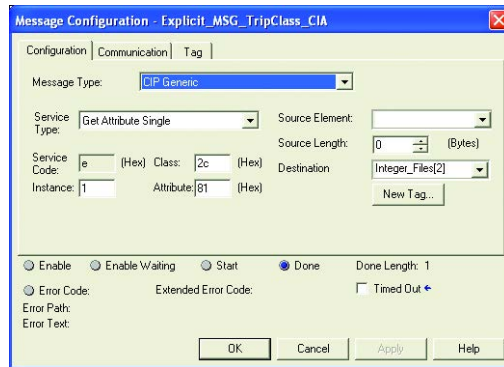 Message Configuration - Explicit_MSG_TripClass_CIA
Configuration Communication Tag
Message Type: CIP Generic
Service Type: Get Attribute Single
Source Element:
Source Length: 0 (Bytes)
Service Code: e (Hex) Class: 2c (Hex)
Destination Integer_Files[2]
Instance: 1 Attribute: 81 (Hex)
New Tag...
Enable Enable Waiting Start Done Done Length: 1
Error Code: Extended Error Code: Timed Out
Error Path:
Error Text:
OK Cancel Apply Help